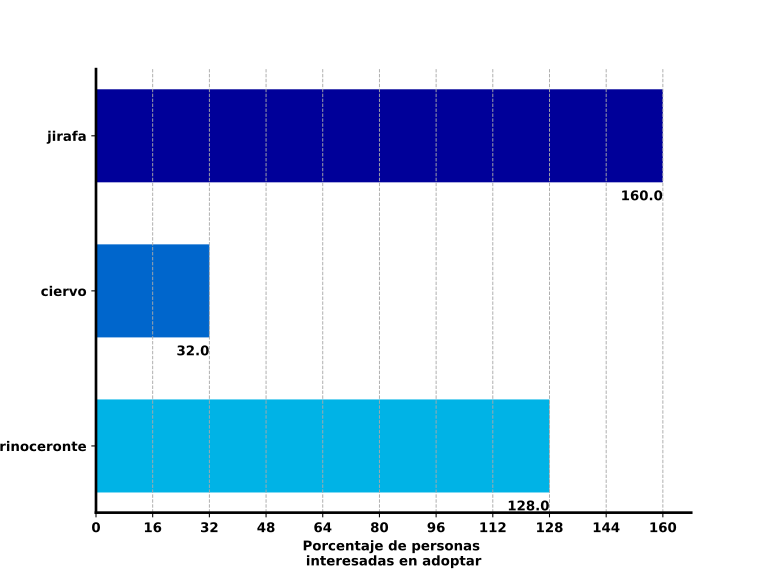 jirafa
160.0
ciervo
32.0
rinoceronte
128.0
0 16 32 48 64 80 96 112 128 144 160
Porcentaje de personas
interesadas en adoptar